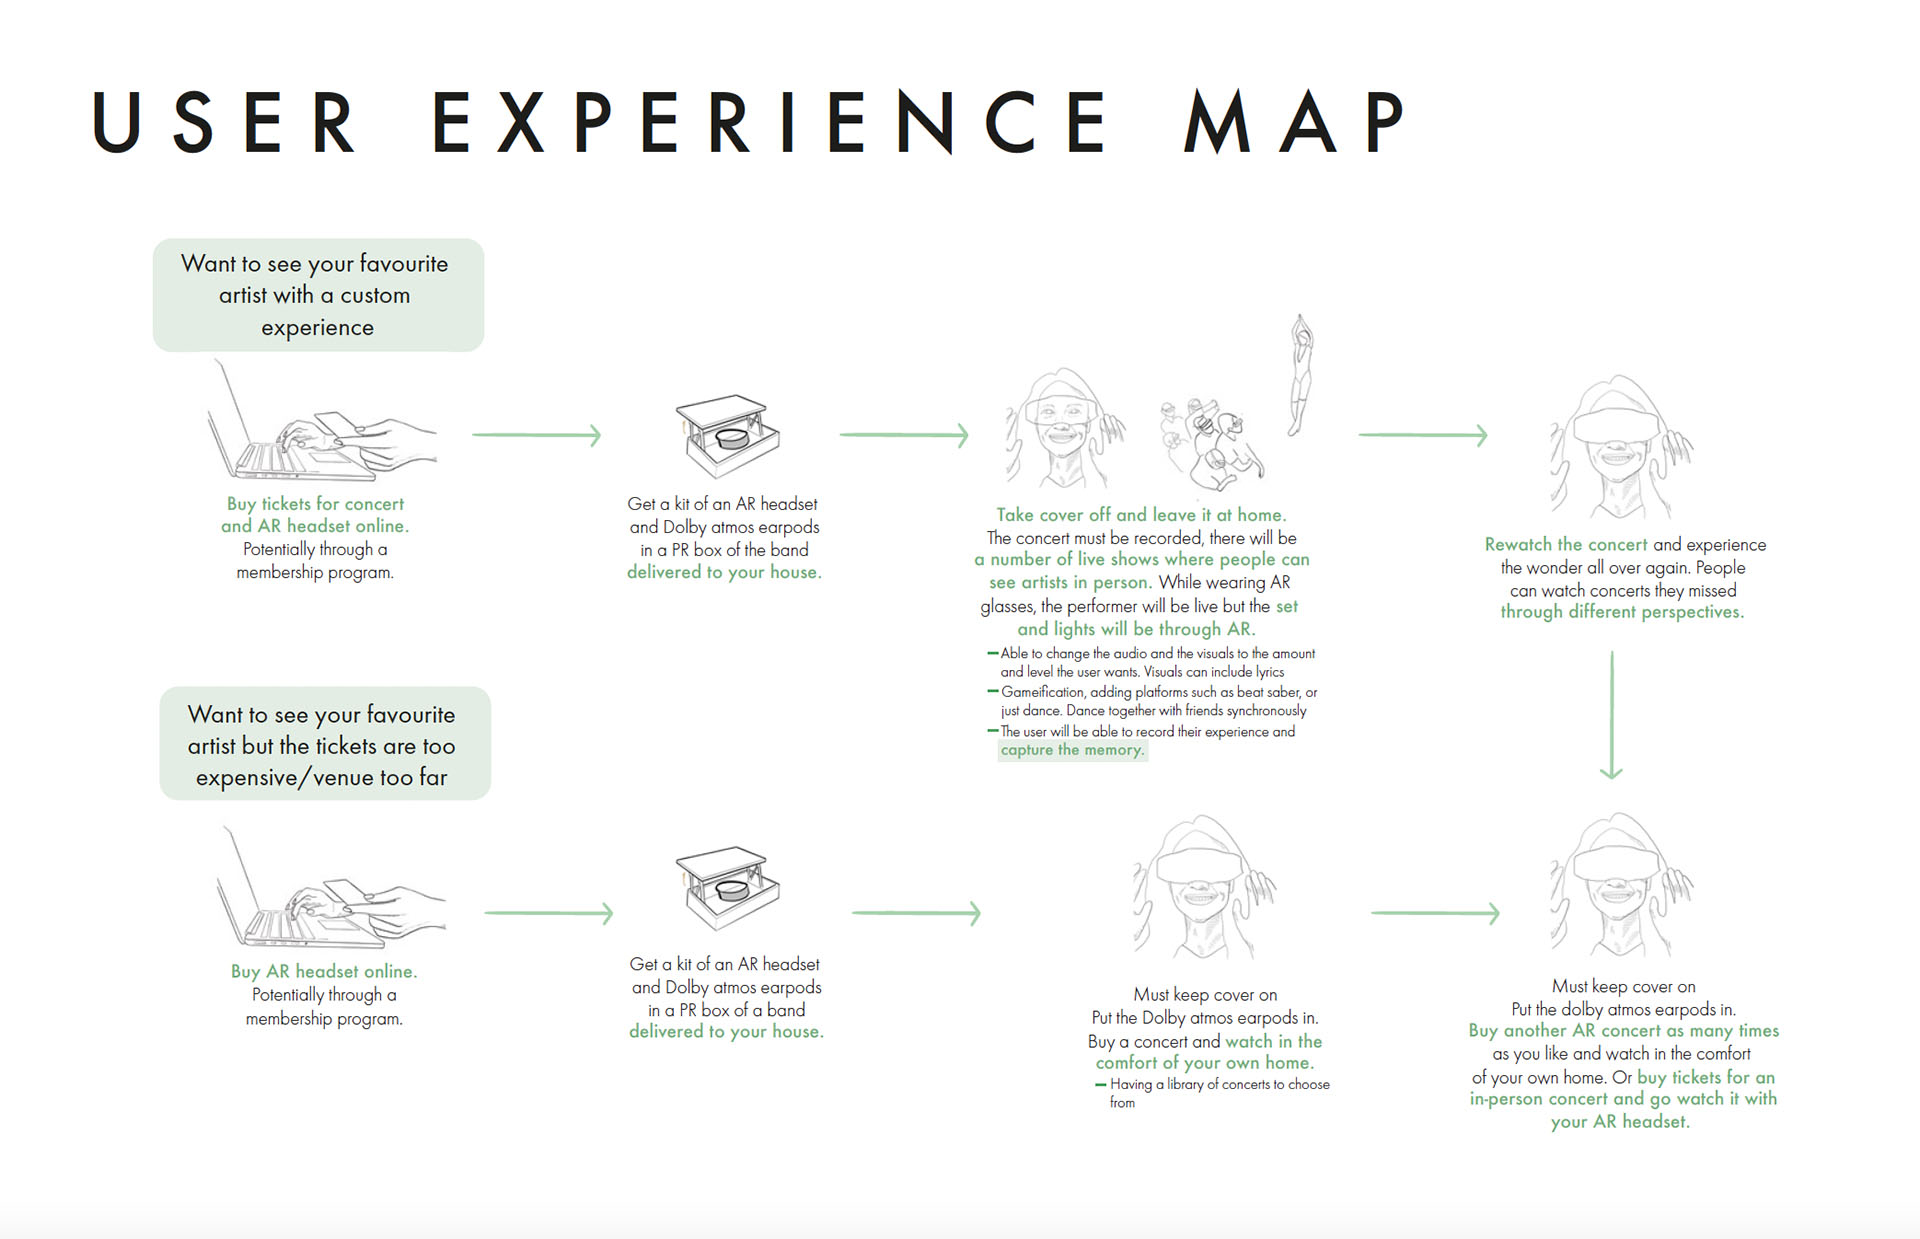 USER EXPERIENCE MAP
Want to see your favourite
artist with a custom
experience
Buy tickets for concert
and AR headset online.
Potentially through a
membership program.
Get a kit of an AR headset
and Dolby atmos earpods
in a PR box of the band
delivered to your house.
Take cover off and leave it at home.
The concert must be recorded, there will be
a number of live shows where people can
see artists in person. While wearing AR
glasses, the performer will be live but the set
and lights will be through AR.
Able to change the audio and the visuals to the amount
and level the user wants. Visuals can include lyrics
Gameification, adding platforms such as beat saber, or
just dance. Dance together with friends synchronously
The user will be able to record their experience and
capture the memory.
Rewatch the concert and experience
the wonder all over again. People
can watch concerts they missed
through different perspectives.
Want to see your favourite
artist but the tickets are too
expensive/venue too far
Buy AR headset online.
Potentially through a
membership program.
Get a kit of an AR headset
and Dolby atmos earpods
in a PR box of a band
delivered to your house.
Must keep cover on
Put the Dolby atmos earpods in.
Buy a concert and watch in the
comfort of your own home.
Having a library of concerts to choose
from
Must keep cover on
Put the dolby atmos earpods in.
Buy another AR concert as many times
as you like and watch in the comfort
of your own home. Or buy tickets for an
in-person concert and go watch it with
your AR headset.